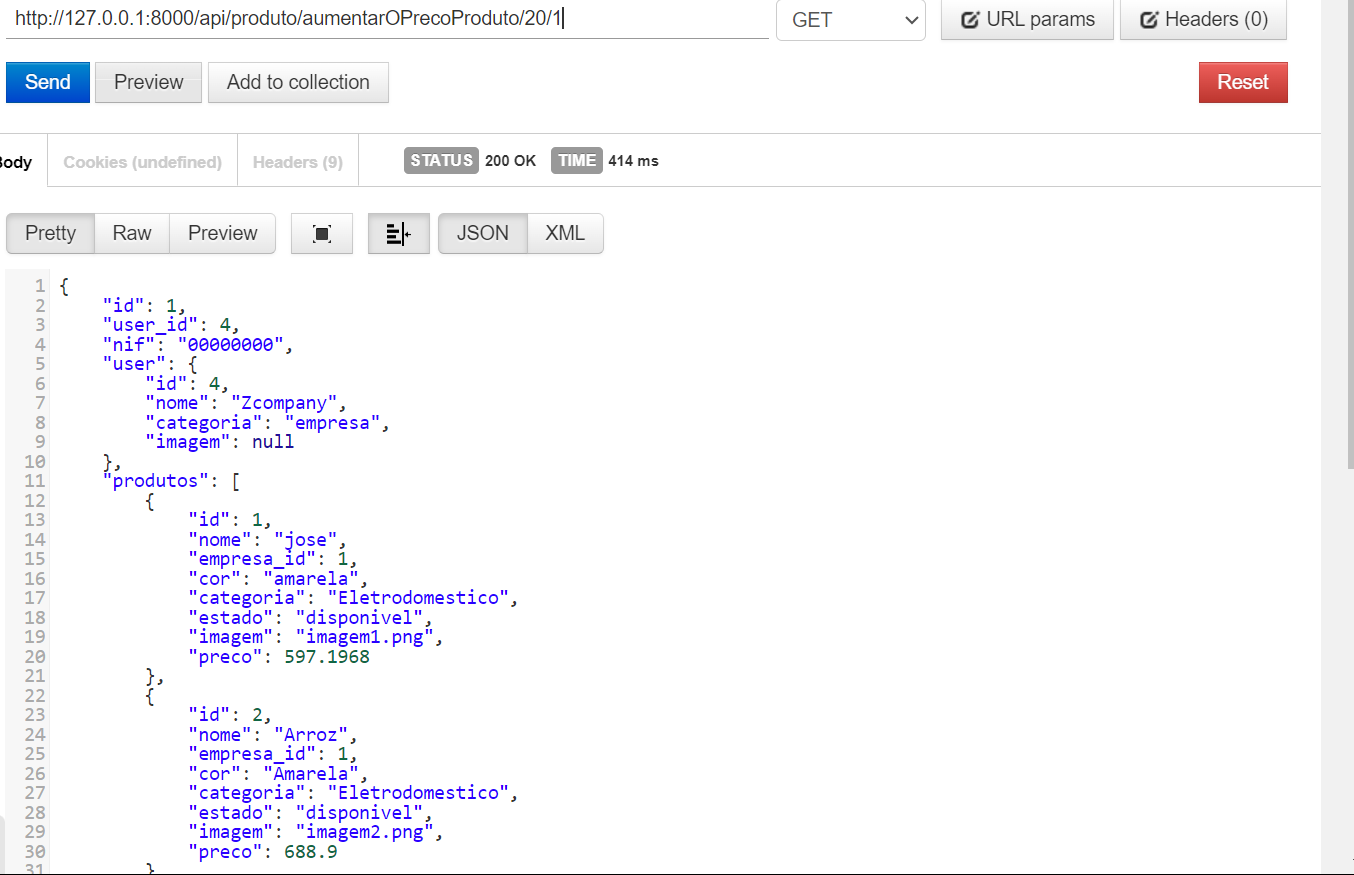 http://127.0.0.1:8000/api/produto/aumentarOPrecoProduto/20/1
GET
URL params
Headers (0)
Send
Preview
Add to collection
Reset
Body
Cookies (undefined)
Headers (9)
STATUS 200 OK TIME 414 ms
Pretty
Raw
Preview
JSON
XML
1 {
2 "id": 1,
3 "user_id": 4,
4 "nif": "00000000",
5 "user": {
6 "id": 4,
7 "nome": "Zcompany",
8 "categoria": "empresa",
9 "imagem": null
10 },
11 "produtos": [
12 {
13 "id": 1,
14 "nome": "jose",
15 "empresa_id": 1,
16 "cor": "amarela",
17 "categoria": "Eletrodomestico",
18 "estado": "disponivel",
19 "imagem": "imagem1.png",
20 "preco": 597.1968
21 },
22 {
23 "id": 2,
24 "nome": "Arroz",
25 "empresa_id": 1,
26 "cor": "Amarela",
27 "categoria": "Eletrodomestico",
28 "estado": "disponivel",
29 "imagem": "imagem2.png",
30 "preco": 688.9
31 }